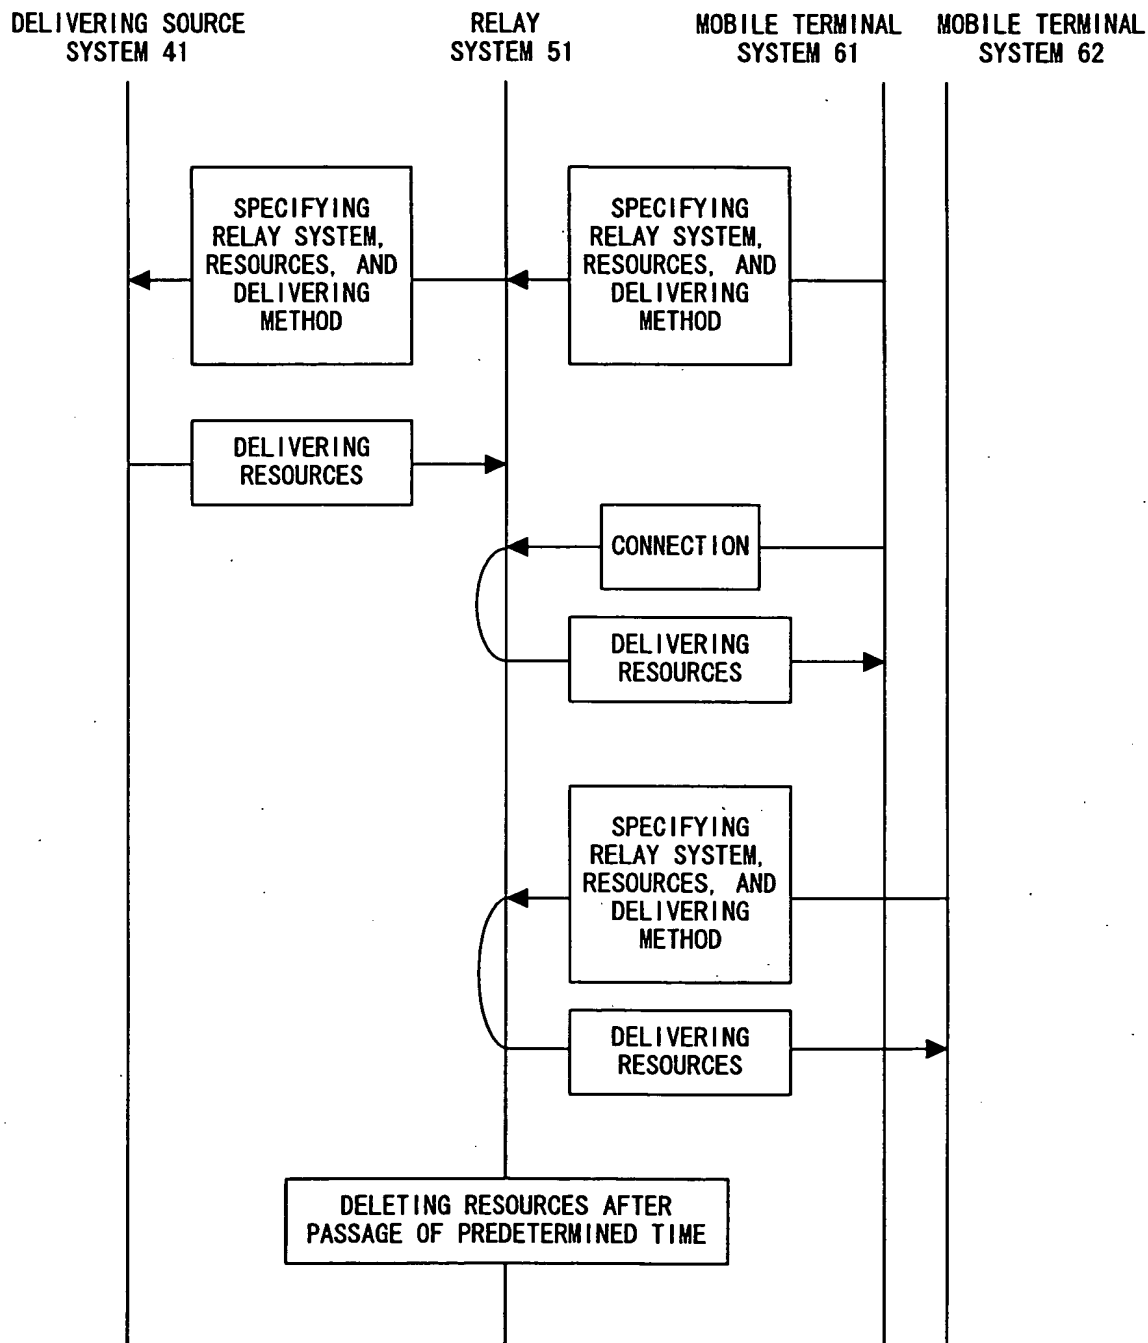 DELIVERING SOURCE
SYSTEM 41
RELAY
SYSTEM 51
MOBILE TERMINAL
SYSTEM 61
MOBILE TERMINAL
SYSTEM 62
SPECIFYING
RELAY SYSTEM,
RESOURCES, AND
DELIVERING
METHOD
SPECIFYING
RELAY SYSTEM,
RESOURCES, AND
DELIVERING
METHOD
DELIVERING
RESOURCES
CONNECTION
DELIVERING
RESOURCES
SPECIFYING
RELAY SYSTEM,
RESOURCES, AND
DELIVERING
METHOD
DELIVERING
RESOURCES
DELETING RESOURCES AFTER
PASSAGE OF PREDETERMINED TIME